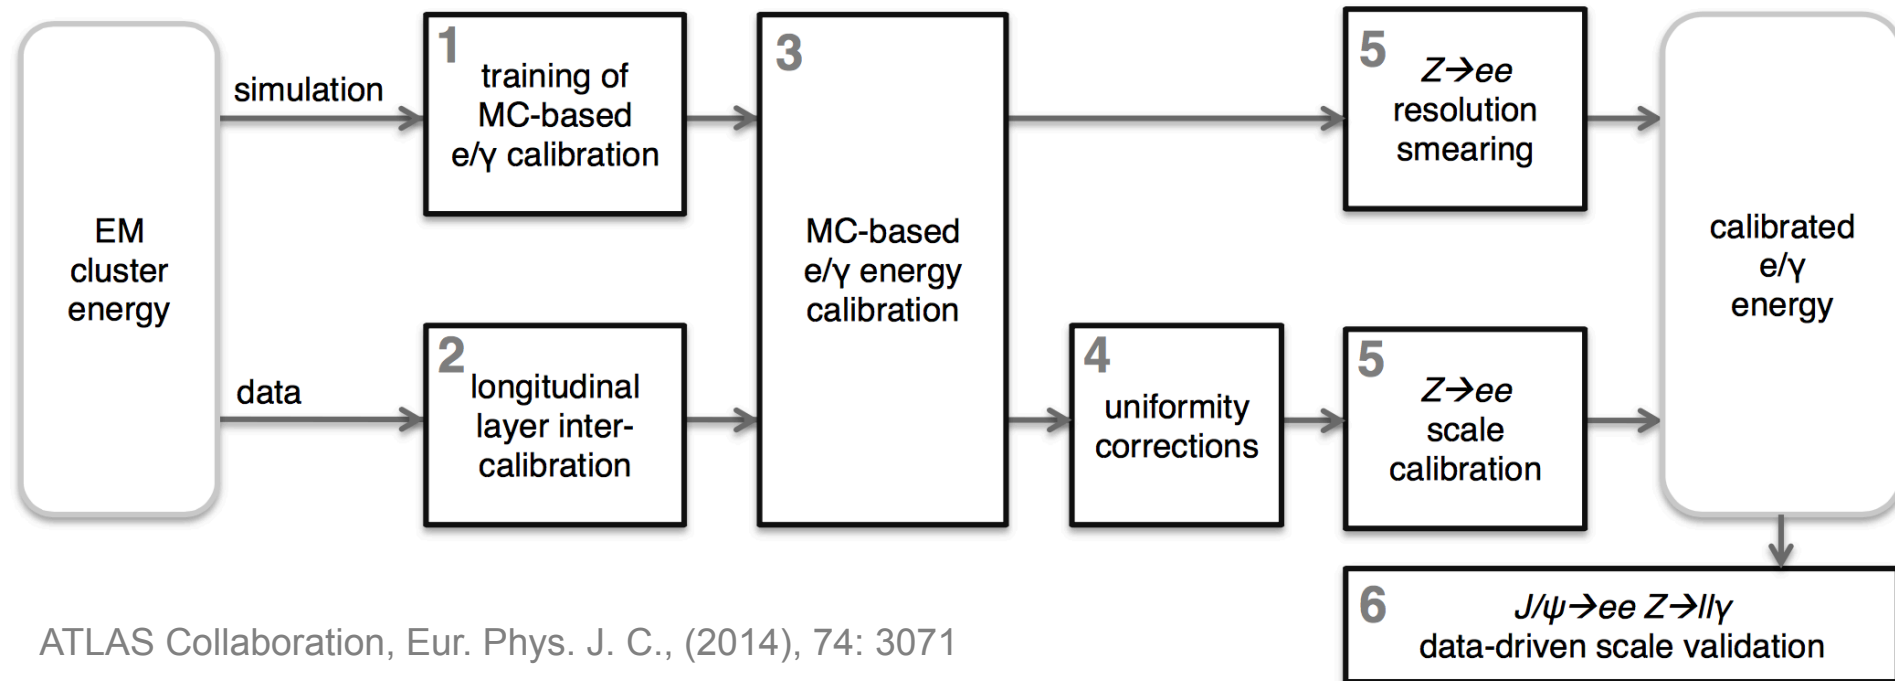 EM
cluster
energy
simulation
data
1
training of
MC-based
e/γ calibration
2
longitudinal
layer inter-
calibration
3
MC-based
e/γ energy
calibration
4
uniformity
corrections
5
Z→ee
resolution
smearing
5
Z→ee
scale
calibration
calibrated
e/γ
energy
6
J/ψ→ee Z→llγ
data-driven scale validation
ATLAS Collaboration, Eur. Phys. J. C., (2014), 74: 3071